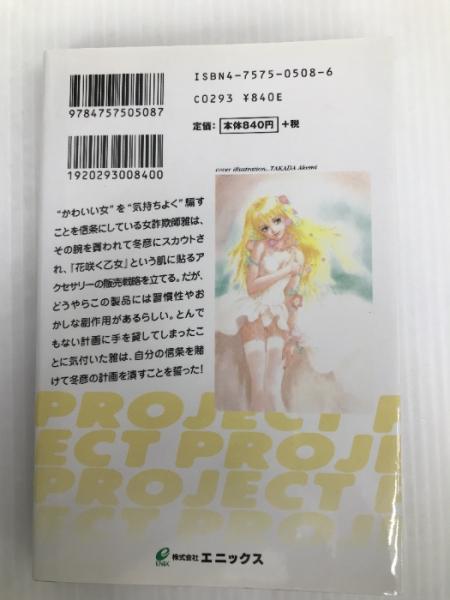 ISBN4-7575-0508-6
C0293 ¥840E
定価：本体840円＋税
9784757505087
1920293008400
cover illustration. TAKADA Akemi
“かわいい女”を“気持ちよく”騙す
ことを信条にしている女詐欺師雅は、
その腕を買われて冬彦にスカウトさ
れ、「花咲く乙女」という肌に貼るア
クセサリーの販売戦略を立てる。だが、
どうやらこの製品には習慣性やお
かしな副作用があるらしい。とんで
もない計画に手を貸してしまったこ
とに気付いた雅は、自分の信条を賭
けて冬彦の計画を潰すことを誓った！
PROJECT P
ECT PROJE
PROJECT
CT PROJ
ENIX
株式会社 エニックス